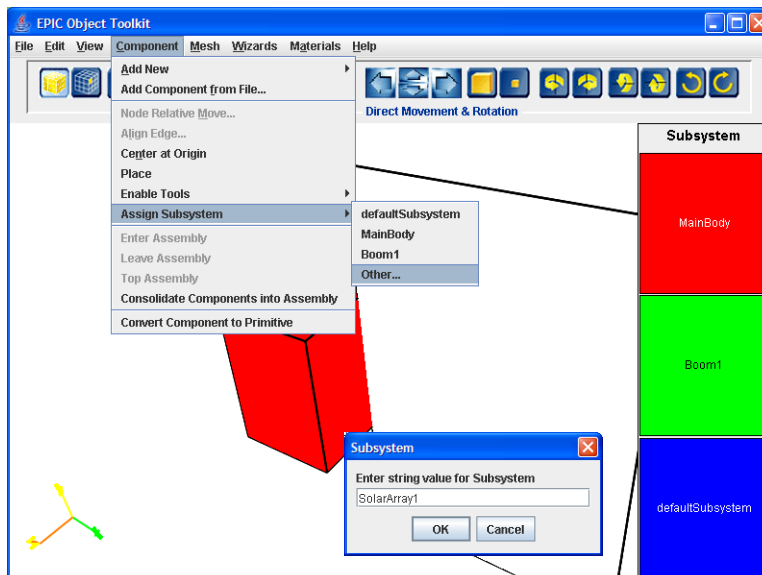 EPIC Object Toolkit
File Edit View Component Mesh Wizards Materials Help
Add New
Add Component from File...
Node Relative Move...
Align Edge...
Center at Origin
Place
Enable Tools
Assign Subsystem
Enter Assembly
Leave Assembly
Top Assembly
Consolidate Components into Assembly
Convert Component to Primitive
defaultSubsystem
MainBody
Boom1
Other...
Direct Movement & Rotation
Subsystem
MainBody
Boom1
defaultSubsystem
Subsystem
Enter string value for Subsystem
SolarArray1
OK Cancel